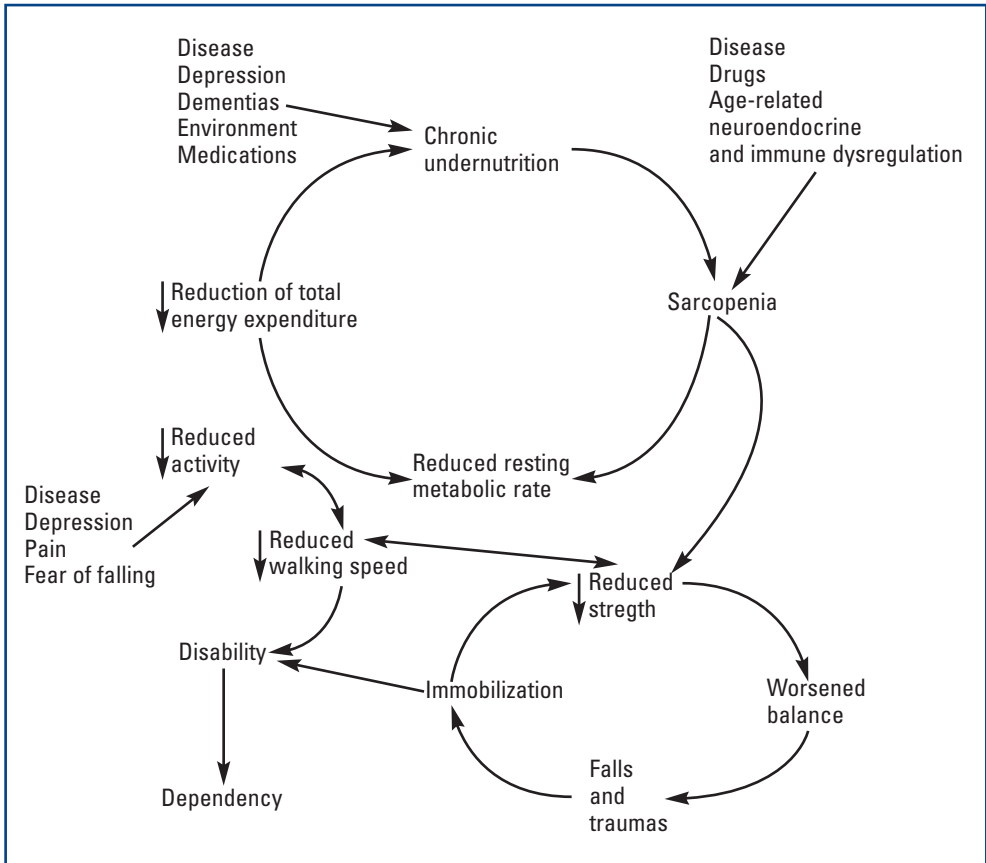 Disease
Depression
Dementias
Environment
Medications
Disease
Drugs
Age-related
neuroendocrine
and immune dysregulation
Chronic
undernutrition
Reduction of total
energy expenditure
Sarcopenia
Reduced
activity
Reduced resting
metabolic rate
Disease
Depression
Pain
Fear of falling
Reduced
walking speed
Reduced
stregth
Disability
Immobilization
Worsened
balance
Falls
and
traumas
Dependency